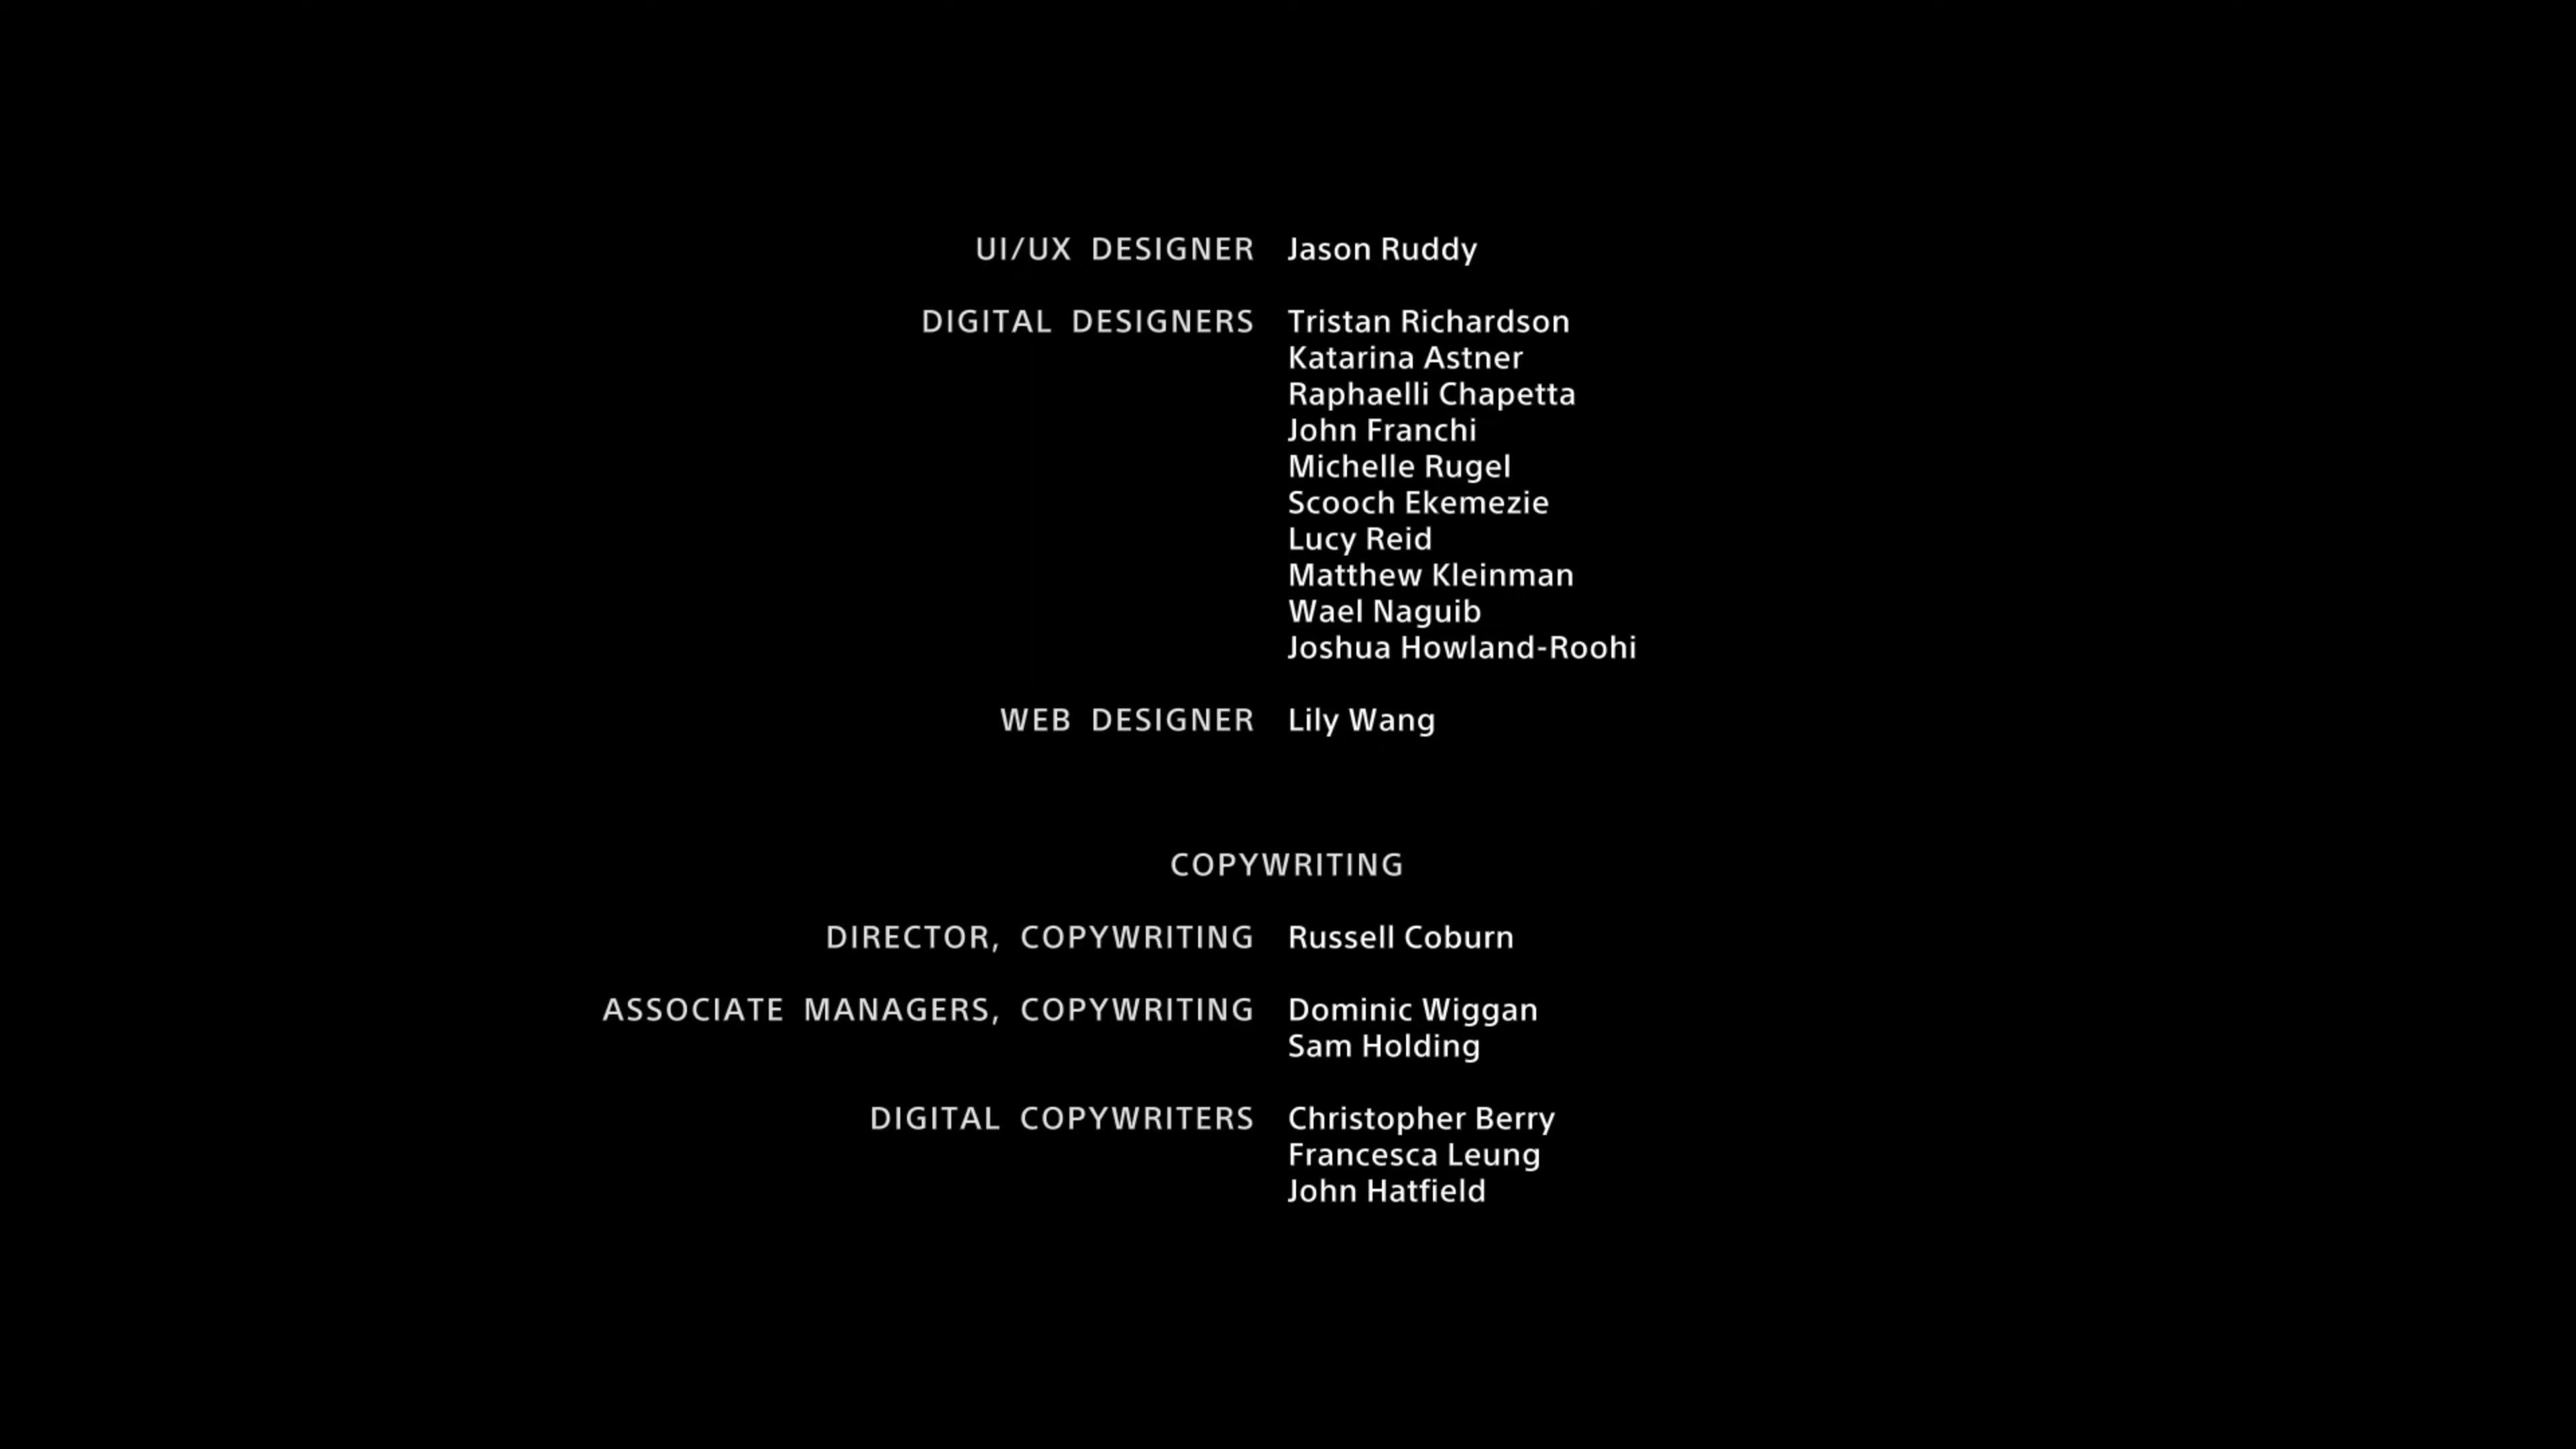 UI/UX DESIGNER Jason Ruddy
DIGITAL DESIGNERS Tristan Richardson
Katarina Astner
Raphaelli Chapetta
John Franchi
Michelle Rugel
Scooch Ekemezie
Lucy Reid
Matthew Kleinman
Wael Naguib
Joshua Howland-Roohi
WEB DESIGNER Lily Wang
COPYWRITING
DIRECTOR, COPYWRITING Russell Coburn
ASSOCIATE MANAGERS, COPYWRITING Dominic Wiggan
Sam Holding
DIGITAL COPYWRITERS Christopher Berry
Francesca Leung
John Hatfield